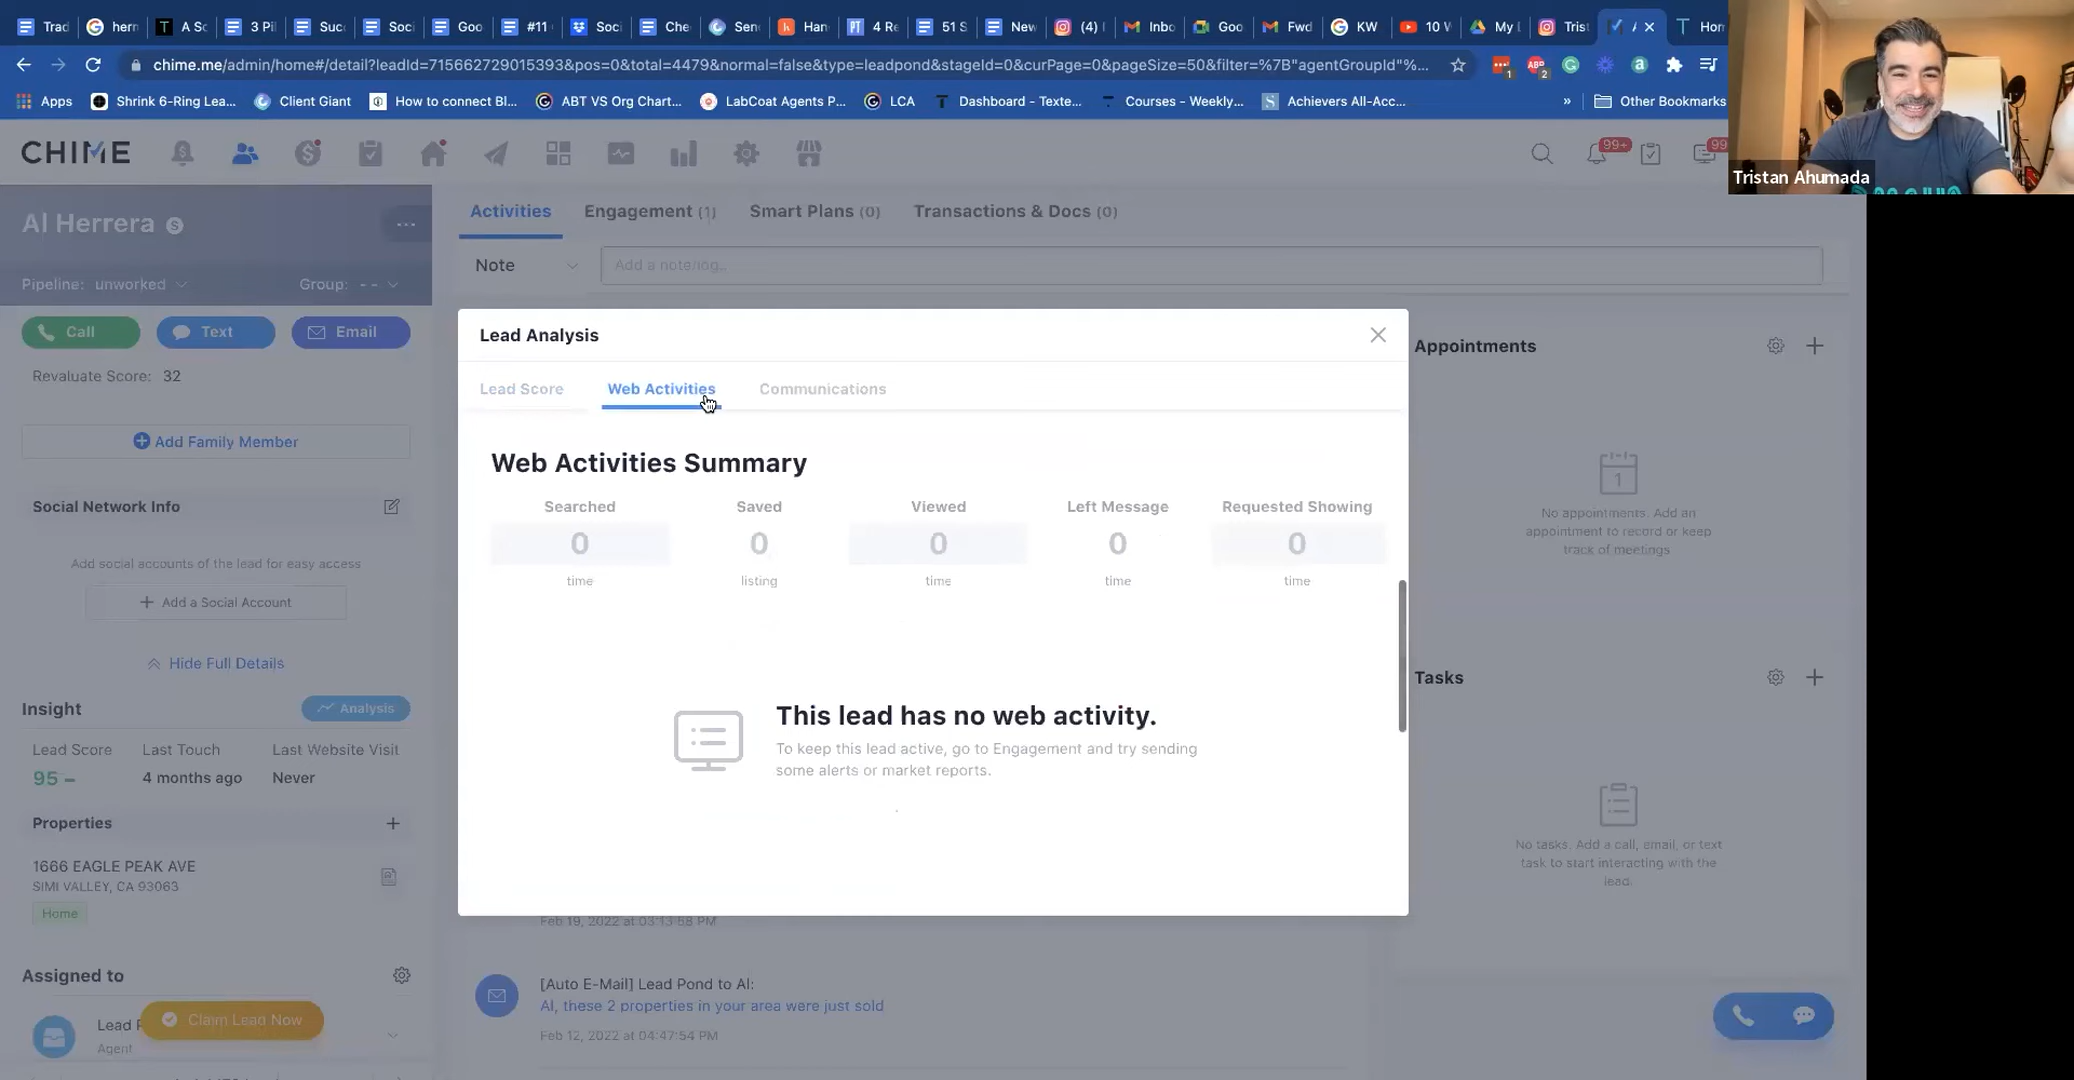 Trad
hern
A So
3 Pil
Succ
Soci
Goo
#11
Soci
Che
Sen
Han
4 Re
51 S
New
(4)
Inbo
Goo
Fwd
KW
10 W
My
Trist
A
Hom
chime.me/admin/home#/detail?leadId=715662729015393&pos=0&total=4479&normal=false&type=leadpond&stageId=0&curPage=0&pageSize=50&filter=%7B"agentGroupId"%...
Apps
Shrink 6-Ring Lea...
Client Giant
How to connect Bl...
ABT VS Org Chart...
LabCoat Agents P...
LCA
Dashboard - Texte...
Courses - Weekly...
Achievers All-Acc...
»
Other Bookmarks
CHIME
99+
99
Tristan Ahumada
Al Herrera
Pipeline: unworked
Group: - -
Call
Text
Email
Revaluate Score: 32
Add Family Member
Social Network Info
Add social accounts of the lead for easy access
+ Add a Social Account
Hide Full Details
Insight
Analysis
Lead Score
Last Touch
Last Website Visit
95 –
4 months ago
Never
Properties
1666 EAGLE PEAK AVE
SIMI VALLEY, CA 93063
Home
Assigned to
Claim Lead Now
Lead
Agent
Activities
Engagement (1)
Smart Plans (0)
Transactions & Docs (0)
Note
Add a note/log..
Lead Analysis
Lead Score
Web Activities
Communications
Web Activities Summary
Searched
Saved
Viewed
Left Message
Requested Showing
0
0
0
0
0
time
listing
time
time
time
This lead has no web activity.
To keep this lead active, go to Engagement and try sending
some alerts or market reports.
Feb 19, 2022 at 03:13:58 PM
[Auto E-Mail] Lead Pond to Al:
Al, these 2 properties in your area were just sold
Feb 12, 2022 at 04:47:54 PM
Appointments
1
No appointments. Add an
appointment to record or keep
track of meetings
Tasks
No tasks. Add a call, email, or text
task to start interacting with the
lead.